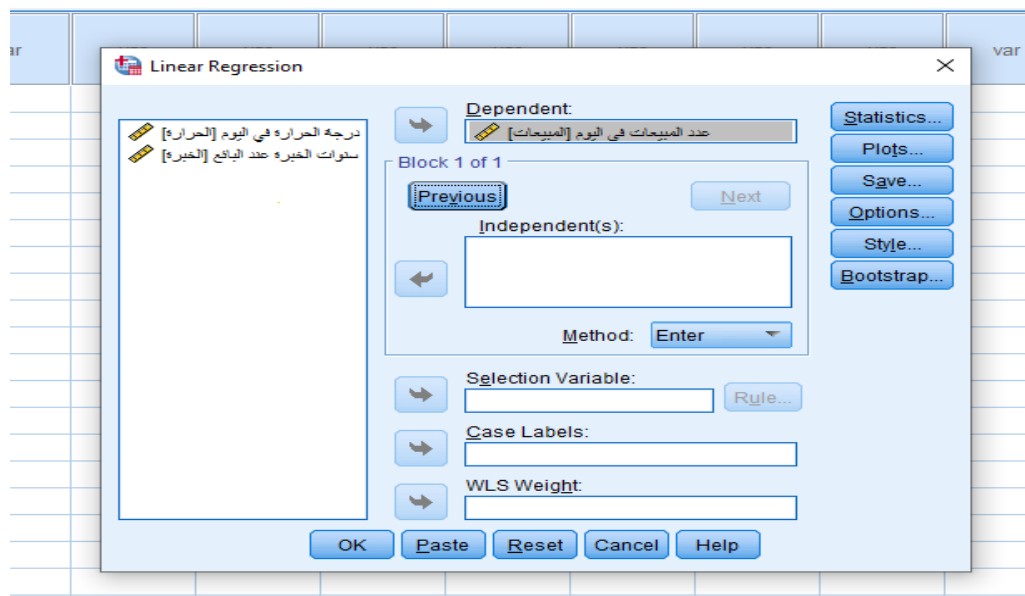 ar
var
Linear Regression
درجة الحرارة في اليوم [الحرارة]
سنوات الخبرة عند البائع [الخبرة]
Dependent:
عدد المبيعات في اليوم [المبيعات]
Block 1 of 1
Previous
Next
Independent(s):
Method: Enter
Selection Variable:
Rule...
Case Labels:
WLS Weight:
Statistics...
Plots...
Save...
Options...
Style...
Bootstrap...
OK Paste Reset Cancel Help